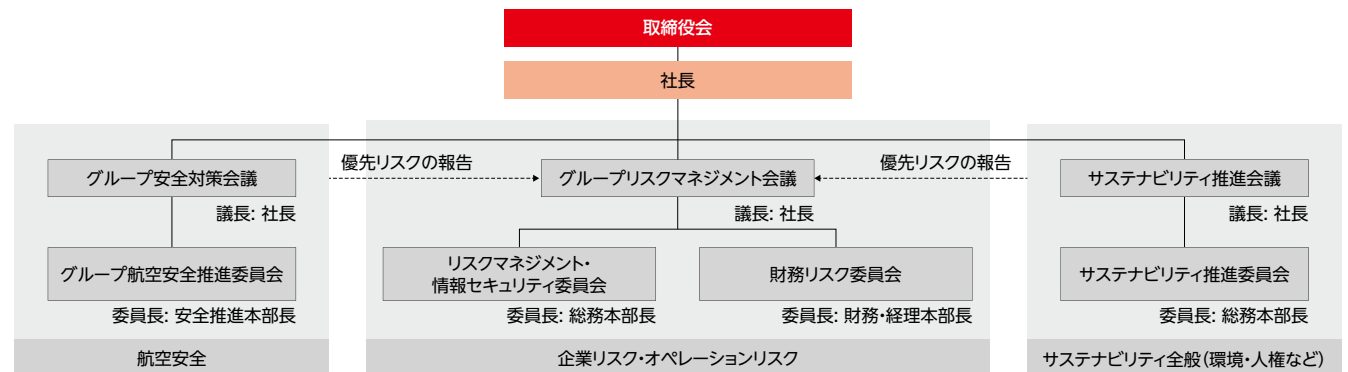 取締役会
社長
優先リスクの報告
優先リスクの報告
グループ安全対策会議
グループリスクマネジメント会議
サステナビリティ推進会議
議長: 社長
議長: 社長
議長: 社長
グループ航空安全推進委員会
リスクマネジメント・
情報セキュリティ委員会
財務リスク委員会
サステナビリティ推進委員会
委員長: 安全推進本部長
委員長: 総務本部長
委員長: 財務・経理本部長
委員長: 総務本部長
航空安全
企業リスク・オペレーションリスク
サステナビリティ全般（環境・人権など）